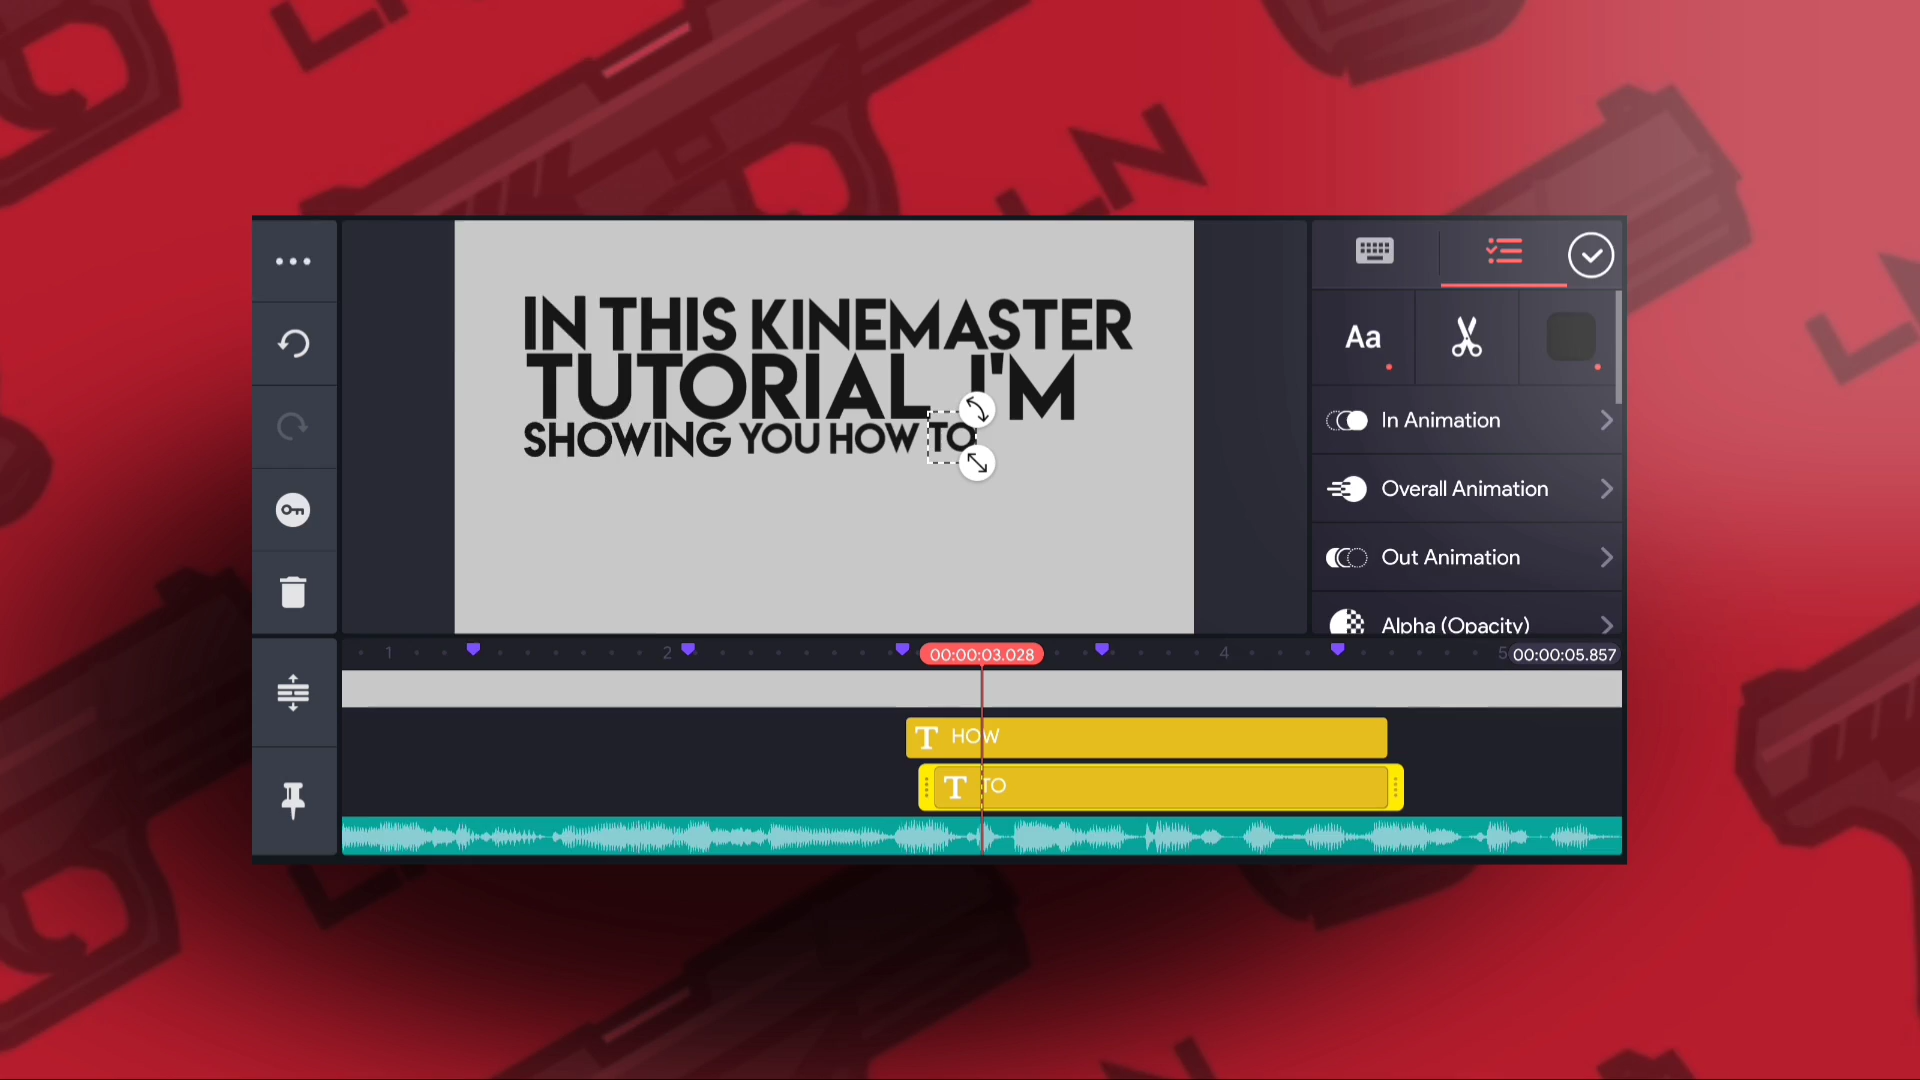 LN
IN THIS KINEMASTER
TUTORIAL I'M
SHOWING YOU HOW TO
Aa
In Animation
Overall Animation
Out Animation
Alpha (Opacity)
1
2
00:00:03.028
4
5
00:00:05.857
T HOW
T TO